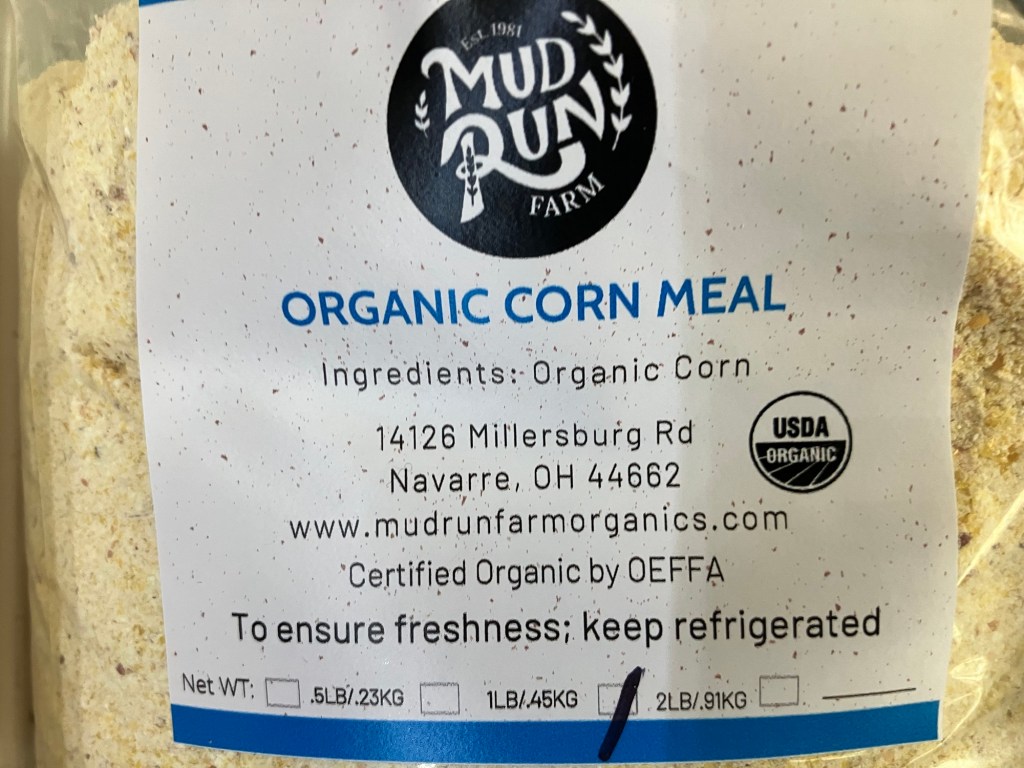 Est. 1981
MUD
RUN
FARM
ORGANIC CORN MEAL
Ingredients: Organic Corn
14126 Millersburg Rd
Navarre, OH 44662
USDA
ORGANIC
www.mudrunfarmorganics.com
Certified Organic by OEFFA
To ensure freshness; keep refrigerated
Net WT: .5LB/.23KG 1LB/.45KG 2LB/.91KG